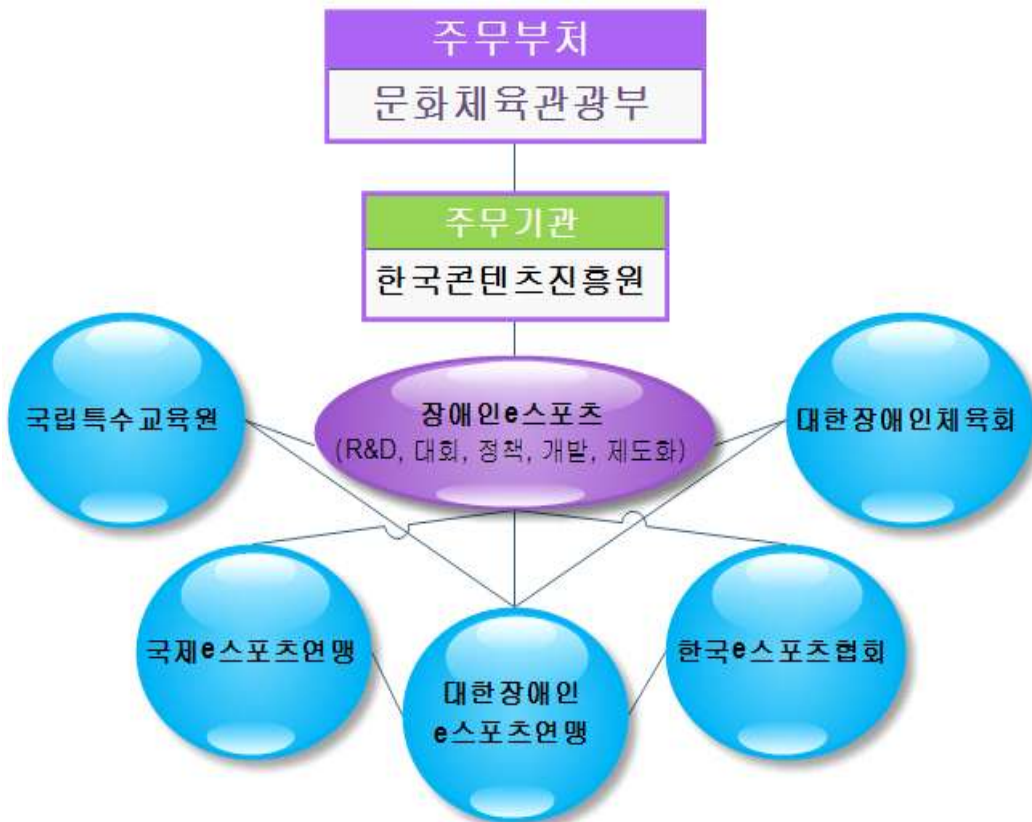 주무부처
문화체육관광부
주무기관
한국콘텐츠진흥원
국립특수교육원
장애인e스포츠
(R&D, 대회, 정책, 개발, 제도화)
대한장애인체육회
국제e스포츠연맹
대한장애인
e스포츠연맹
한국e스포츠협회